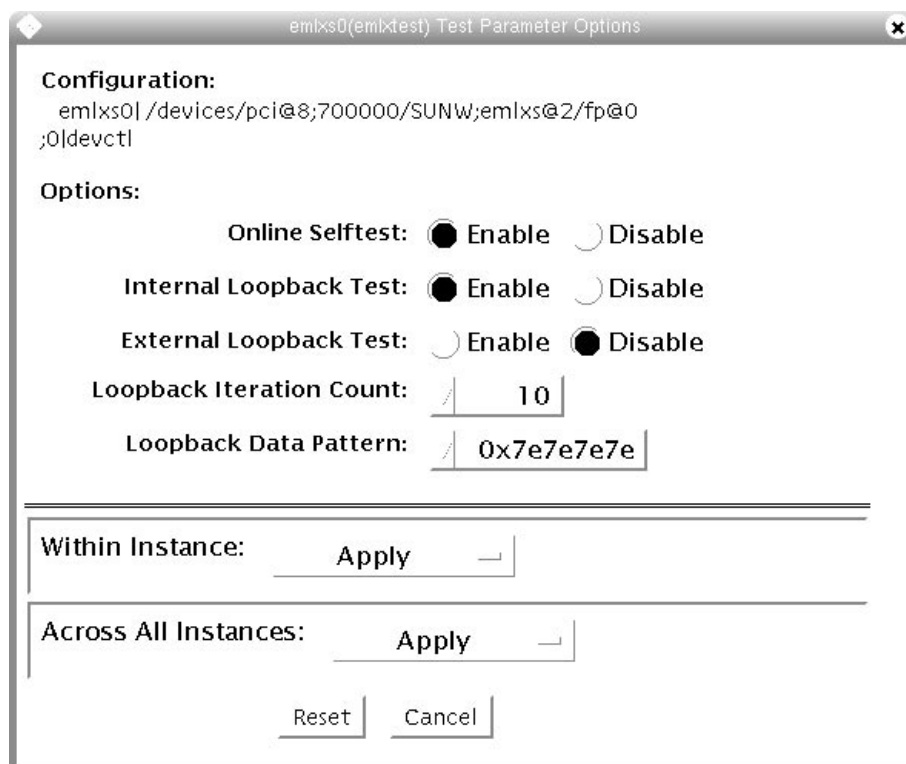 emlxs0(emlxtest) Test Parameter Options
Configuration:
emlxs0| /devices/pci@8;700000/SUNW;emlxs@2/fp@0
;0|devctl
Options:
Online Selftest: Enable Disable
Internal Loopback Test: Enable Disable
External Loopback Test: Enable Disable
Loopback Iteration Count: 10
Loopback Data Pattern: 0x7e7e7e7e
Within Instance: Apply
Across All Instances: Apply
Reset Cancel